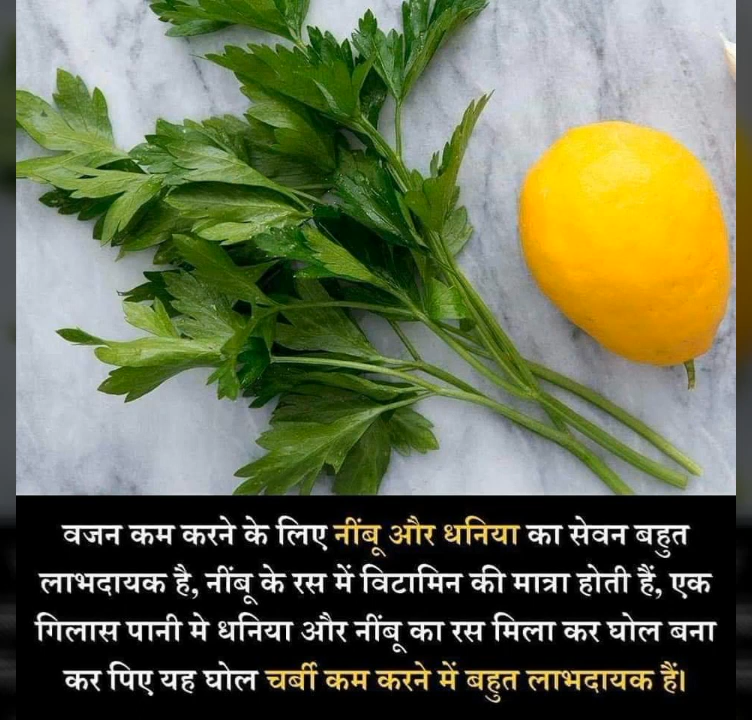 वजन कम करने के लिए नींबू और धनिया का सेवन बहुत
लाभदायक है, नींबू के रस में विटामिन की मात्रा होती हैं, एक
गिलास पानी मे धनिया और नींबू का रस मिला कर घोल बना
कर पिए यह घोल चर्बी कम करने में बहुत लाभदायक हैं।